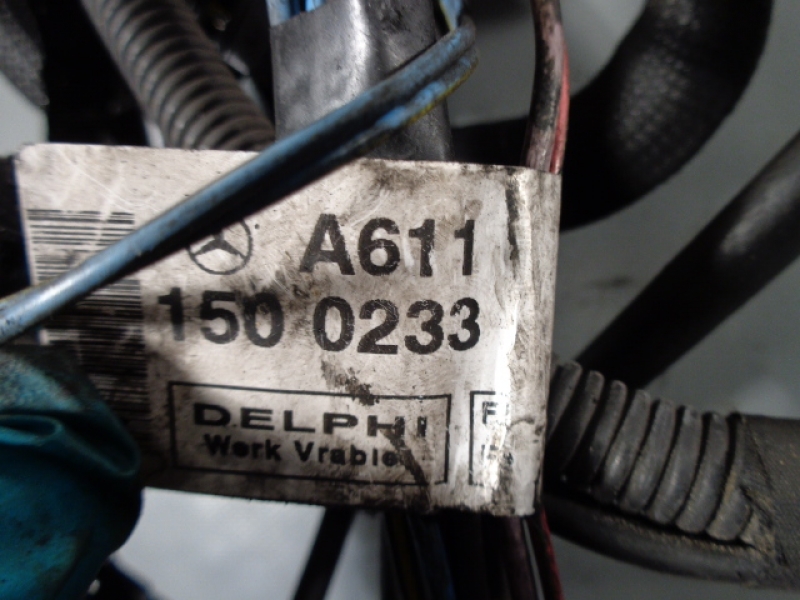 A611
150 0233
DELPHI
Werk Vrable